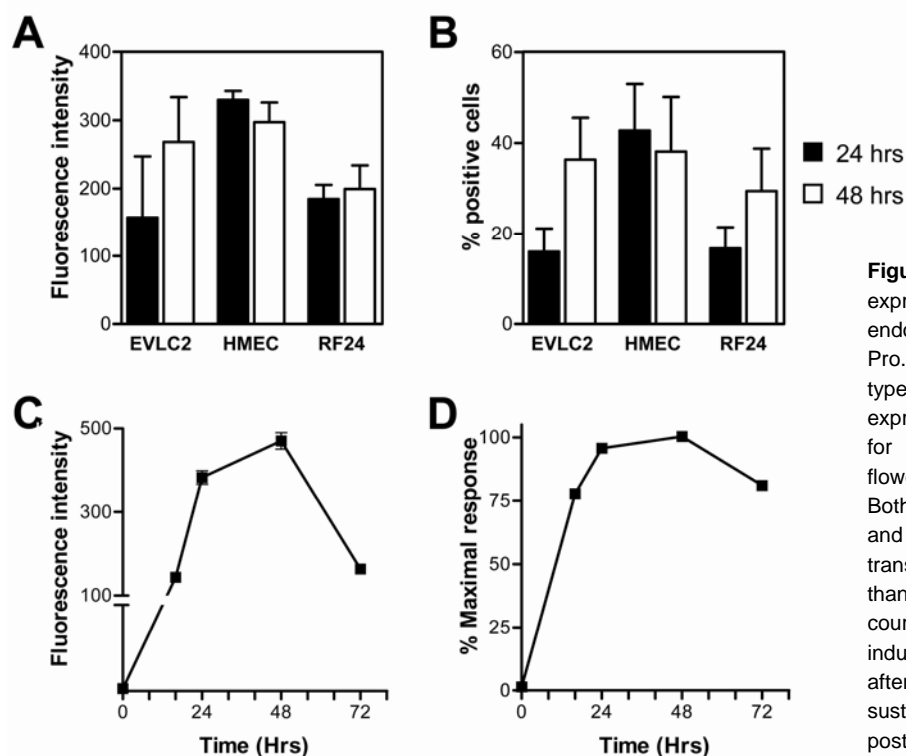 A
Fluorescence intensity
400
300
200
100
0
EVLC2 HMEC RF24
B
% positive cells
60
40
20
0
EVLC2 HMEC RF24
24 hrs
48 hrs
C
Fluorescence intensity
500
300
100
0 24 48 72
Time (Hrs)
D
% Maximal response
100
75
50
25
0
0 24 48 72
Time (Hrs)
Figu
expr
endo
Pro.
type
expr
for
flow
Both
and
trans
than
coun
indu
after
sust
post